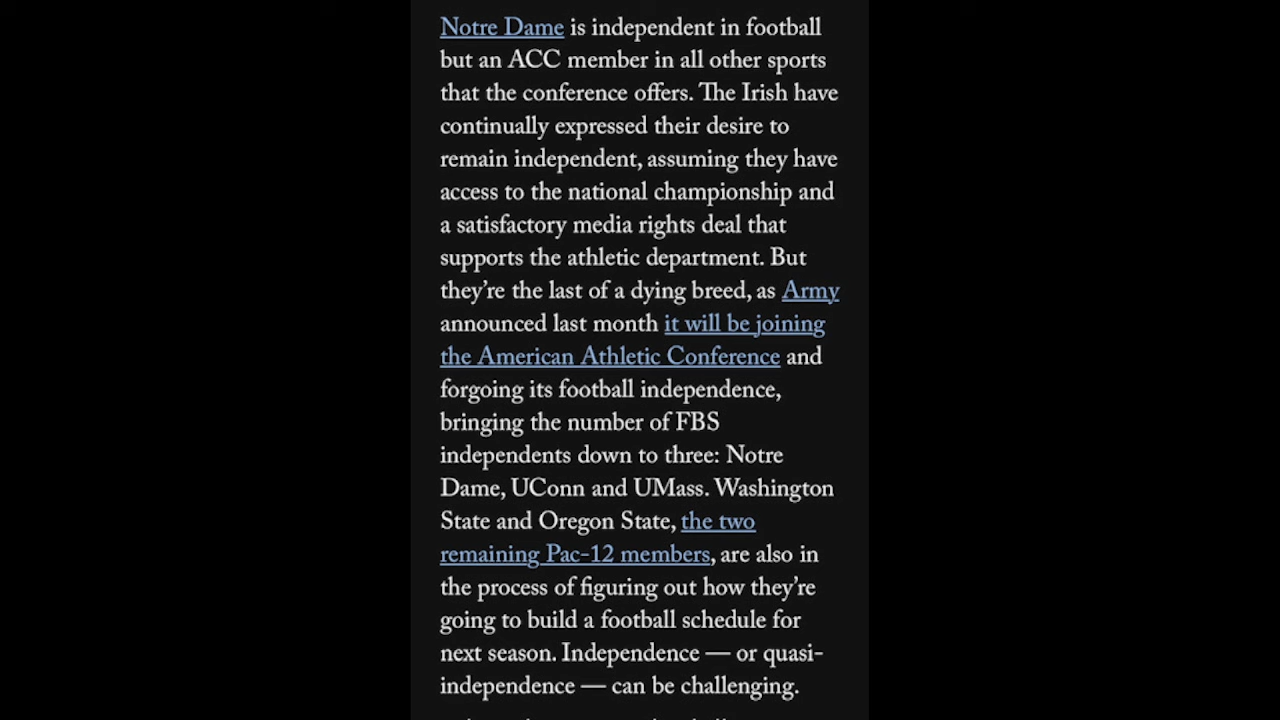 Notre Dame is independent in football
but an ACC member in all other sports
that the conference offers. The Irish have
continually expressed their desire to
remain independent, assuming they have
access to the national championship and
a satisfactory media rights deal that
supports the athletic department. But
they’re the last of a dying breed, as Army
announced last month it will be joining
the American Athletic Conference and
forgoing its football independence,
bringing the number of FBS
independents down to three: Notre
Dame, UConn and UMass. Washington
State and Oregon State, the two
remaining Pac-12 members, are also in
the process of figuring out how they’re
going to build a football schedule for
next season. Independence — or quasi-
independence — can be challenging.